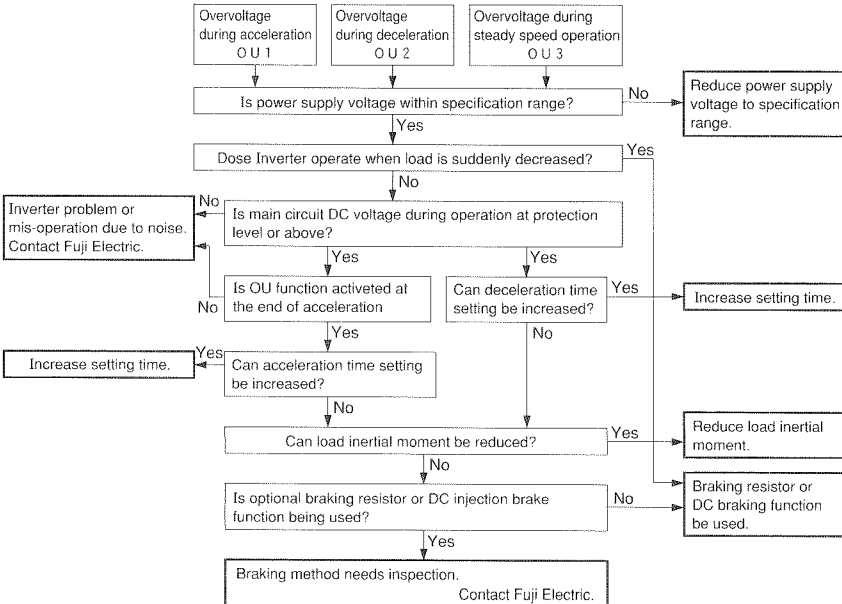 Overvoltage
during acceleration
O U 1
Overvoltage
during deceleration
O U 2
Overvoltage during
steady speed operation
O U 3
Is power supply voltage within specification range?
No
Reduce power supply
voltage to specification
range.
Yes
Dose Inverter operate when load is suddenly decreased?
Yes
No
Inverter problem or
mis-operation due to noise.
Contact Fuji Electric.
No
Is main circuit DC voltage during operation at protection
level or above?
Yes
Yes
No
Is OU function activeted at
the end of acceleration
Can deceleration time
setting be increased?
Yes
Increase setting time.
Yes
No
Increase setting time.
Yes
Can acceleration time setting
be increased?
No
Can load inertial moment be reduced?
Yes
Reduce load inertial
moment.
No
Is optional braking resistor or DC injection brake
function being used?
No
Braking resistor or
DC braking function
be used.
Yes
Braking method needs inspection.
Contact Fuji Electric.